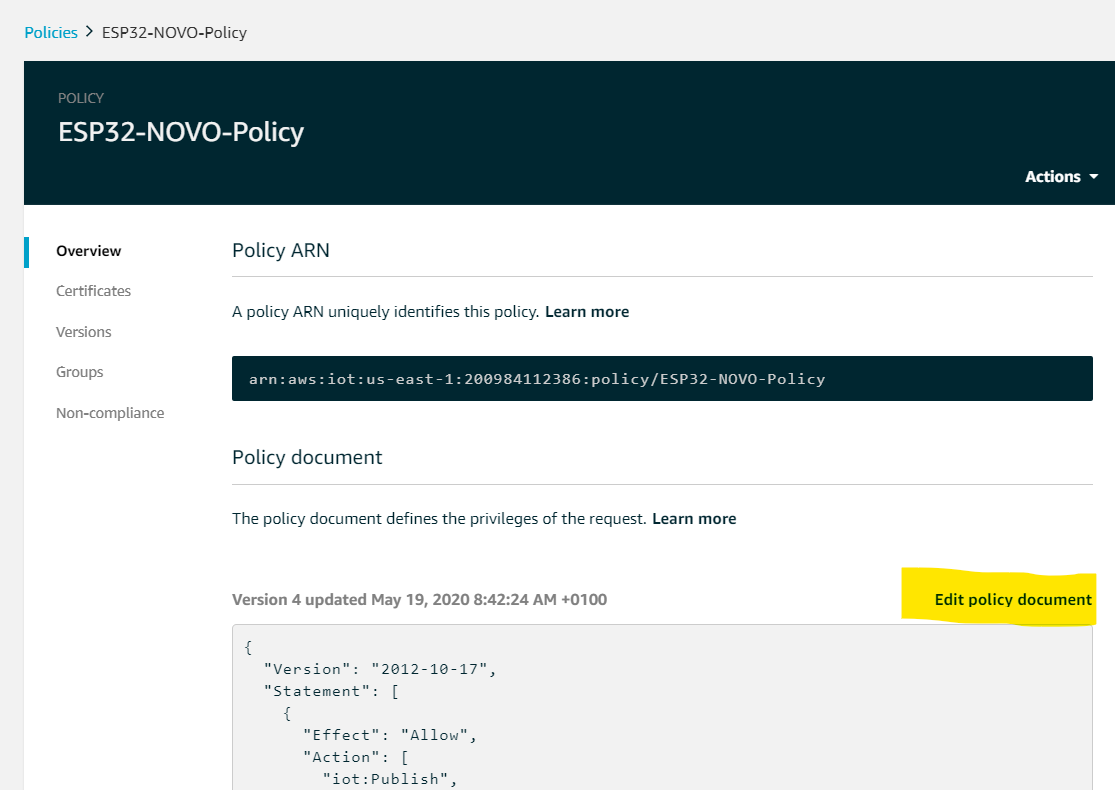 Policies > ESP32-NOVO-Policy
POLICY
ESP32-NOVO-Policy
Actions
Overview
Certificates
Versions
Groups
Non-compliance
Policy ARN
A policy ARN uniquely identifies this policy. Learn more
arn:aws:iot:us-east-1:200984112386:policy/ESP32-NOVO-Policy
Policy document
The policy document defines the privileges of the request. Learn more
Version 4 updated May 19, 2020 8:42:24 AM +0100
Edit policy document
{
  "Version": "2012-10-17",
  "Statement": [
    {
      "Effect": "Allow",
      "Action": [
        "iot:Publish",